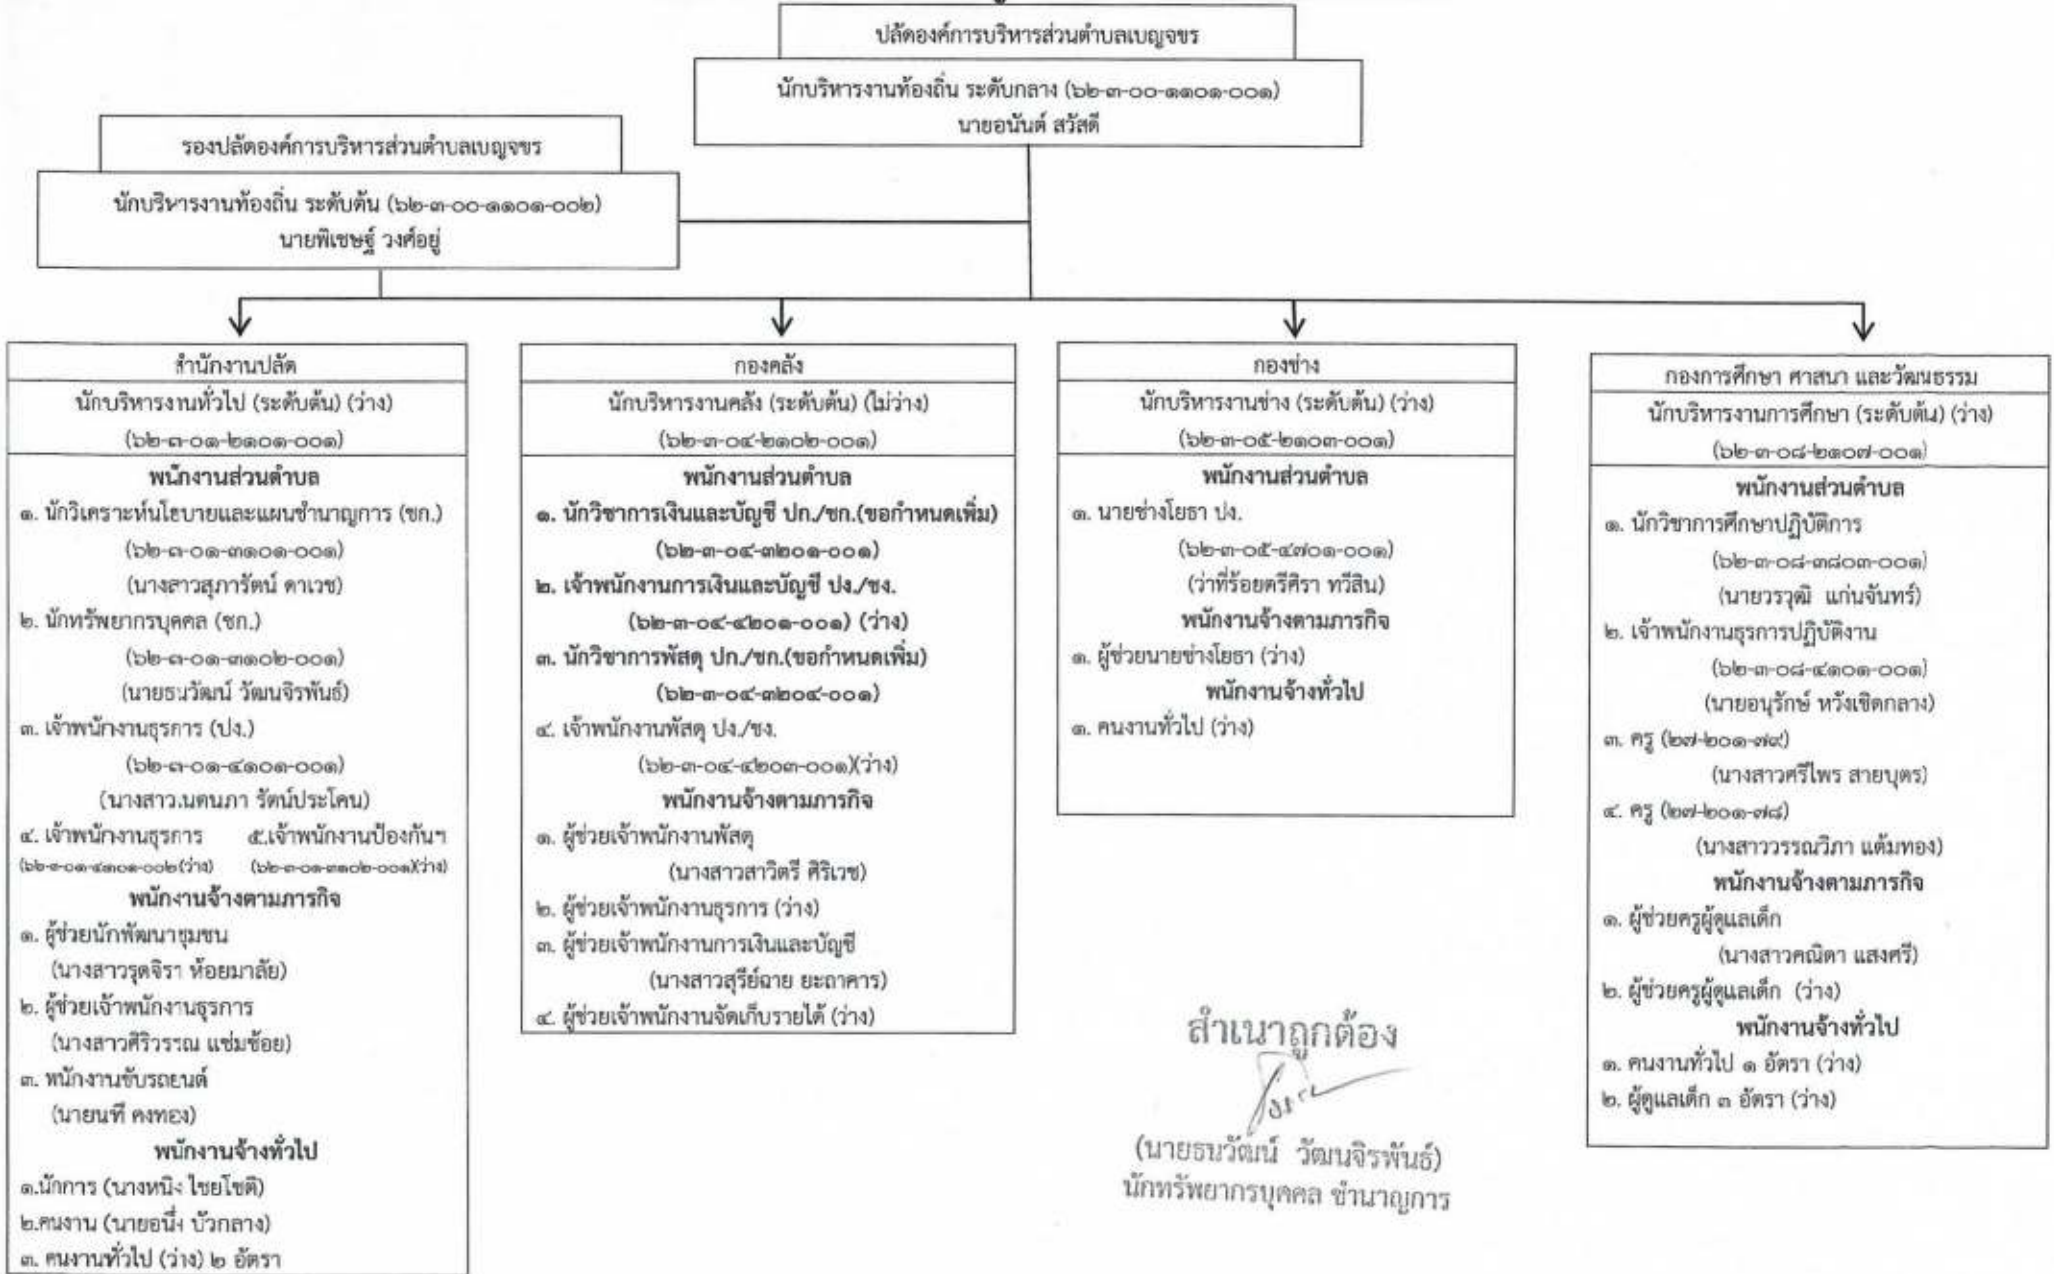 ปลัดองค์การบริหารส่วนตำบลเบญจขร
นักบริหารงานท้องถิ่น ระดับกลาง (๖๒-๓-๐๐-๑๑๐๑-๐๐๑)
นายอนันต์ สวัสดี
รองปลัดองค์การบริหารส่วนตำบลเบญจขร
นักบริหารงานท้องถิ่น ระดับต้น (๖๒-๓-๐๐-๑๑๐๑-๐๐๒)
นายพิเชษฐ์ วงศ์อยู่
สำนักงานปลัด
นักบริหารงานทั่วไป (ระดับต้น) (ว่าง)
(๖๒-๓-๐๑-๒๑๐๑-๐๐๑)
พนักงานส่วนตำบล
๑. นักวิเคราะห์นโยบายและแผนชำนาญการ (ชก.)
(๖๒-๓-๐๑-๓๑๐๑-๐๐๑)
(นางสาวสุภารัตน์ ดาเวช)
๒. นักทรัพยากรบุคคล (ชก.)
(๖๒-๓-๐๑-๓๑๐๒-๐๐๑)
(นายธนวัฒน์ วัฒนจิรพันธ์)
๓. เจ้าพนักงานธุรการ (ปง.)
(๖๒-๓-๐๑-๔๑๐๑-๐๐๑)
(นางสาวเนตนภา รัตน์ประโคน)
๔. เจ้าพนักงานธุรการ ๕.เจ้าพนักงานป้องกันฯ
(๖๒-๓-๐๑-๔๑๐๑-๐๐๒(ว่าง) (๖๒-๓-๐๑-๓๑๐๒-๐๐๑)(ว่าง)
พนักงานจ้างตามภารกิจ
๑. ผู้ช่วยนักพัฒนาชุมชน
(นางสาวรุดจิรา ห้อยมาลัย)
๒. ผู้ช่วยเจ้าพนักงานธุรการ
(นางสาวศิริวรรณ แช่มช้อย)
๓. พนักงานขับรถยนต์
(นายนที คงทอง)
พนักงานจ้างทั่วไป
๑.นักการ (นางหนิง ไชยโชติ)
๒.คนงาน (นายอนึ่ง บัวกลาง)
๓. คนงานทั่วไป (ว่าง) ๒ อัตรา
กองคลัง
นักบริหารงานคลัง (ระดับต้น) (ไม่ว่าง)
(๖๒-๓-๐๔-๒๑๐๒-๐๐๑)
พนักงานส่วนตำบล
๑. นักวิชาการเงินและบัญชี ปก./ชก.(ขอกำหนดเพิ่ม)
(๖๒-๓-๐๔-๓๒๐๑-๐๐๑)
๒. เจ้าพนักงานการเงินและบัญชี ปง./ชง.
(๖๒-๓-๐๔-๔๒๐๑-๐๐๑) (ว่าง)
๓. นักวิชาการพัสดุ ปก./ชก.(ขอกำหนดเพิ่ม)
(๖๒-๓-๐๔-๓๒๐๔-๐๐๑)
๔. เจ้าพนักงานพัสดุ ปง./ชง.
(๖๒-๓-๐๔-๔๒๐๓-๐๐๑)(ว่าง)
พนักงานจ้างตามภารกิจ
๑. ผู้ช่วยเจ้าพนักงานพัสดุ
(นางสาวสาวิตรี ศิริเวช)
๒. ผู้ช่วยเจ้าพนักงานธุรการ (ว่าง)
๓. ผู้ช่วยเจ้าพนักงานการเงินและบัญชี
(นางสาวสุรีย์ฉาย ยะถาคาร)
๔. ผู้ช่วยเจ้าพนักงานจัดเก็บรายได้ (ว่าง)
กองช่าง
นักบริหารงานช่าง (ระดับต้น) (ว่าง)
(๖๒-๓-๐๕-๒๑๐๓-๐๐๑)
พนักงานส่วนตำบล
๑. นายช่างโยธา ปง.
(๖๒-๓-๐๕-๔๗๐๑-๐๐๑)
(ว่าที่ร้อยตรีศิรา ทวีสิน)
พนักงานจ้างตามภารกิจ
๑. ผู้ช่วยนายช่างโยธา (ว่าง)
พนักงานจ้างทั่วไป
๑. คนงานทั่วไป (ว่าง)
กองการศึกษา ศาสนา และวัฒนธรรม
นักบริหารงานการศึกษา (ระดับต้น) (ว่าง)
(๖๒-๓-๐๘-๒๑๐๗-๐๐๑)
พนักงานส่วนตำบล
๑. นักวิชาการศึกษาปฏิบัติการ
(๖๒-๓-๐๘-๓๘๐๓-๐๐๑)
(นายวรวุฒิ แก่นจันทร์)
๒. เจ้าพนักงานธุรการปฏิบัติงาน
(๖๒-๓-๐๘-๔๑๐๑-๐๐๑)
(นายอนุรักษ์ หวังเชิดกลาง)
๓. ครู (๒๗-๒๐๑-๗๙)
(นางสาวศรีไพร สายบุตร)
๔. ครู (๒๗-๒๐๑-๗๘)
(นางสาววรรณวิภา แต้มทอง)
พนักงานจ้างตามภารกิจ
๑. ผู้ช่วยครูผู้ดูแลเด็ก
(นางสาวคณิตา แสงศรี)
๒. ผู้ช่วยครูผู้ดูแลเด็ก (ว่าง)
พนักงานจ้างทั่วไป
๑. คนงานทั่วไป ๑ อัตรา (ว่าง)
๒. ผู้ดูแลเด็ก ๓ อัตรา (ว่าง)
สำเนาถูกต้อง
(นายธนวัฒน์ วัฒนจิรพันธ์)
นักทรัพยากรบุคคล ชำนาญการ